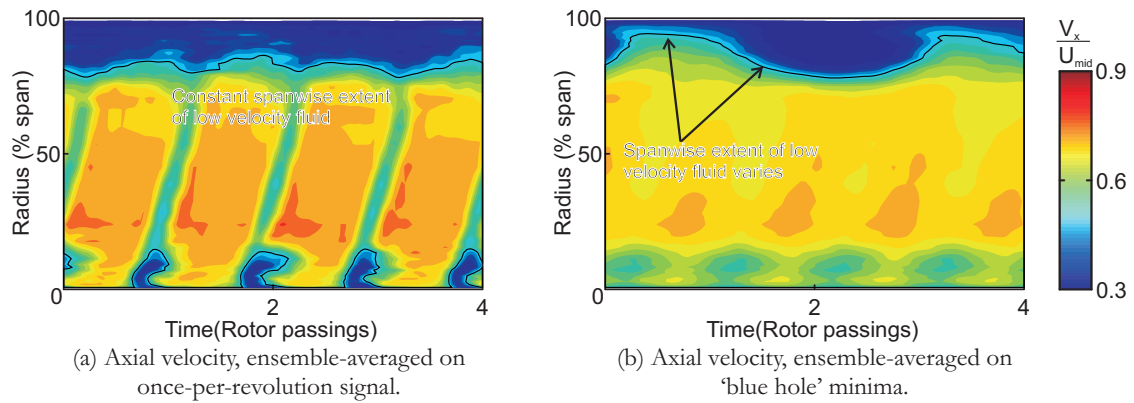 100
50
0
Radius (% span)
Constant spanwise extent
of low velocity fluid
0
2
4
Time(Rotor passings)
(a) Axial velocity, ensemble-averaged on
once-per-revolution signal.
100
50
0
Radius (% span)
Spanwise extent of low
velocity fluid varies
0
2
4
Time(Rotor passings)
(b) Axial velocity, ensemble-averaged on
‘blue hole’ minima.
Vx
Umid
0.9
0.6
0.3